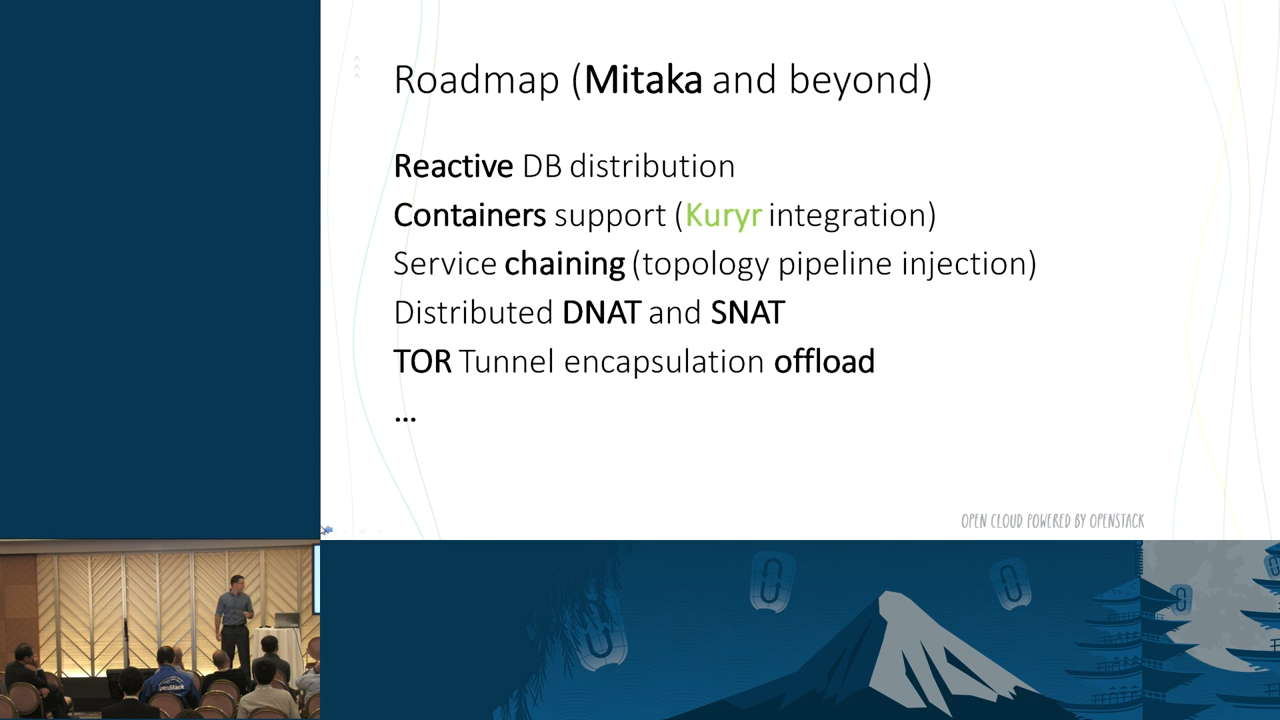 Roadmap (Mitaka and beyond)
Reactive DB distribution
Containers support (Kuryr integration)
Service chaining (topology pipeline injection)
Distributed DNAT and SNAT
TOR Tunnel encapsulation offload
...
OPEN CLOUD POWERED BY OPENSTACK
openstack